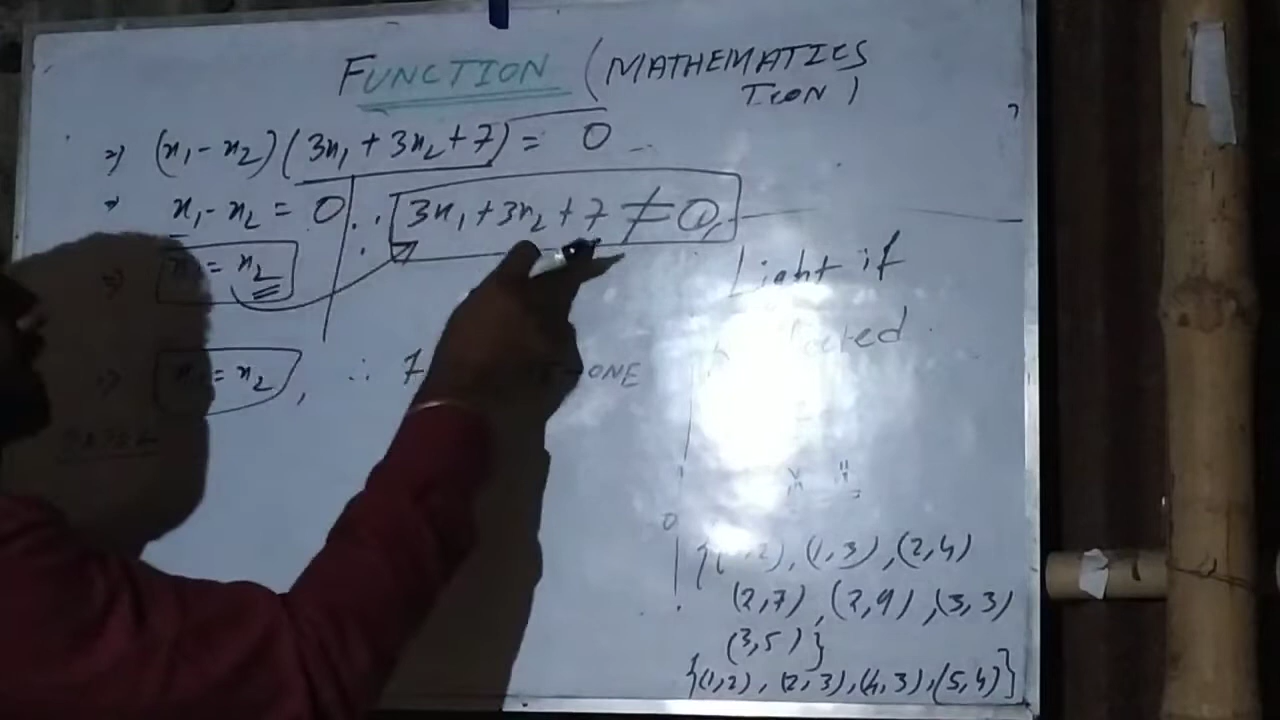 FUNCTION (MATHEMATICS
TION)
=> (x₁ - x₂)(3x₁ + 3x₂ + 7) = 0
x₁ - x₂ = 0 ∴ 3x₁ + 3x₂ + 7 ≠ 0,
= x₂
Light if
= x₂, ∴ ONE
0
2), (1,3), (2,4)
(2,7), (2,9), (3,3)
(3,5)}
{(1,2), (2,3), (4,3), (5,4)}